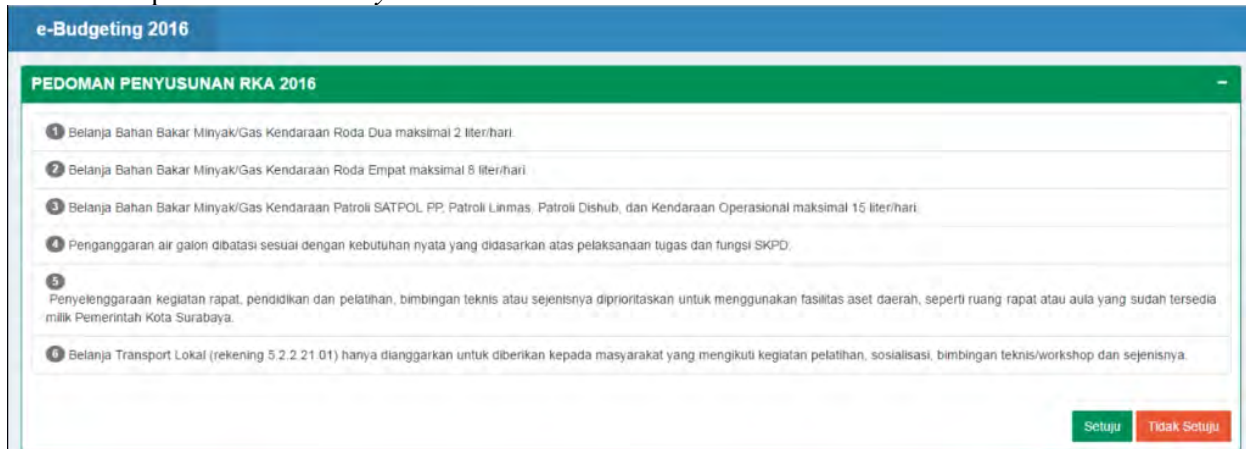 e-Budgeting 2016
PEDOMAN PENYUSUNAN RKA 2016
1 Belanja Bahan Bakar Minyak/Gas Kendaraan Roda Dua maksimal 2 liter/hari.
2 Belanja Bahan Bakar Minyak/Gas Kendaraan Roda Empat maksimal 8 liter/hari
3 Belanja Bahan Bakar Minyak/Gas Kendaraan Patroli SATPOL PP, Patroli Linmas, Patroli Dishub, dan Kendaraan Operasional maksimal 15 liter/hari.
4 Penganggaran air galon dibatasi sesuai dengan kebutuhan nyata yang didasarkan atas pelaksanaan tugas dan fungsi SKPD.
5
Penyelenggaraan kegiatan rapat, pendidikan dan pelatihan, bimbingan teknis atau sejenisnya diprioritaskan untuk menggunakan fasilitas aset daerah, seperti ruang rapat atau aula yang sudah tersedia
milik Pemerintah Kota Surabaya.
6 Belanja Transport Lokal (rekening 5.2.2.21.01) hanya dianggarkan untuk diberikan kepada masyarakat yang mengikuti kegiatan pelatihan, sosialisasi, bimbingan teknis/workshop dan sejenisnya.
Setuju Tidak Setuju